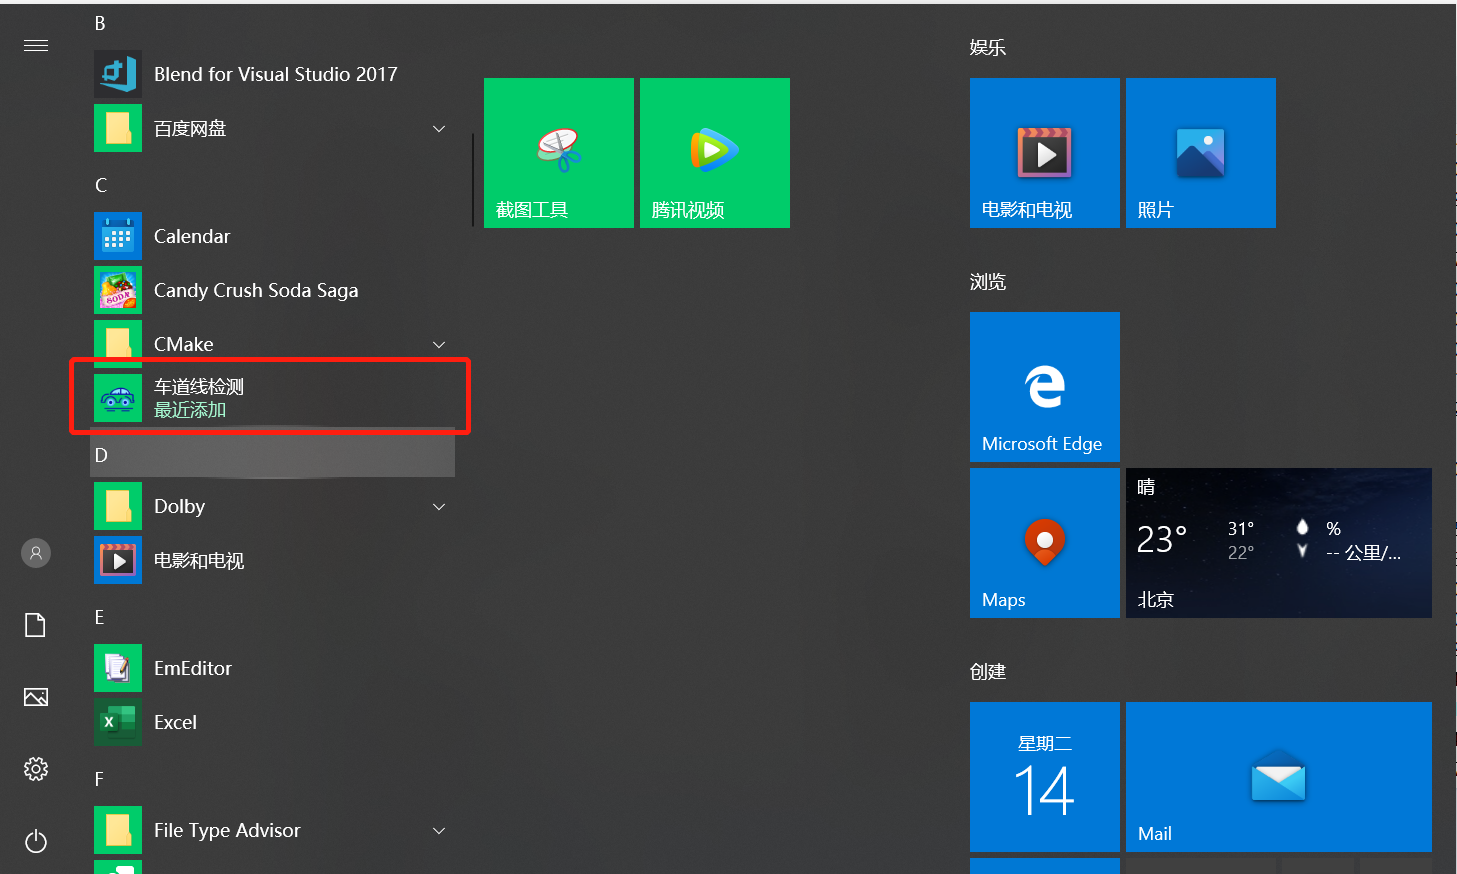 B
Blend for Visual Studio 2017
百度网盘
C
Calendar
Candy Crush Soda Saga
SODA
CMake
车道线检测
最近添加
D
Dolby
电影和电视
E
EmEditor
X
Excel
F
File Type Advisor
截图工具
腾讯视频
娱乐
电影和电视
照片
浏览
Microsoft Edge
Maps
晴
23°
31°
22°
%
-- 公里/...
北京
创建
星期二
14
Mail